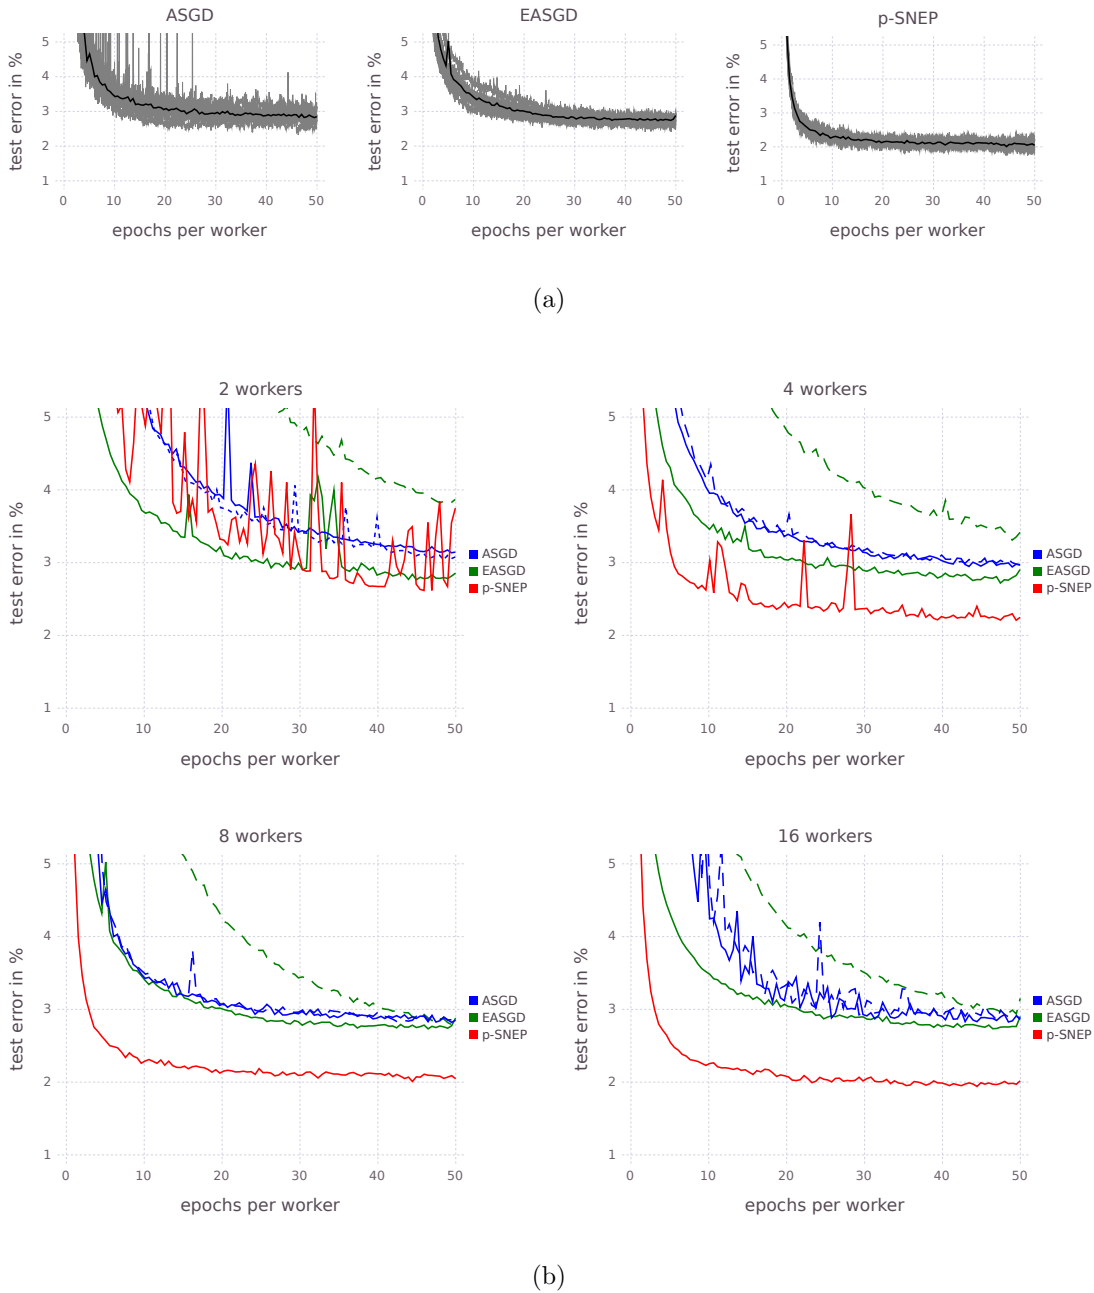 ASGD
EASGD
p-SNEP
test error in %
5
4
3
2
1
0 10 20 30 40 50
epochs per worker
test error in %
5
4
3
2
1
0 10 20 30 40 50
epochs per worker
test error in %
5
4
3
2
1
0 10 20 30 40 50
epochs per worker
(a)
2 workers
test error in %
5
4
3
2
1
0 10 20 30 40 50
epochs per worker
ASGD
EASGD
p-SNEP
4 workers
test error in %
5
4
3
2
1
0 10 20 30 40 50
epochs per worker
ASGD
EASGD
p-SNEP
8 workers
test error in %
5
4
3
2
1
0 10 20 30 40 50
epochs per worker
ASGD
EASGD
p-SNEP
16 workers
test error in %
5
4
3
2
1
0 10 20 30 40 50
epochs per worker
ASGD
EASGD
p-SNEP
(b)